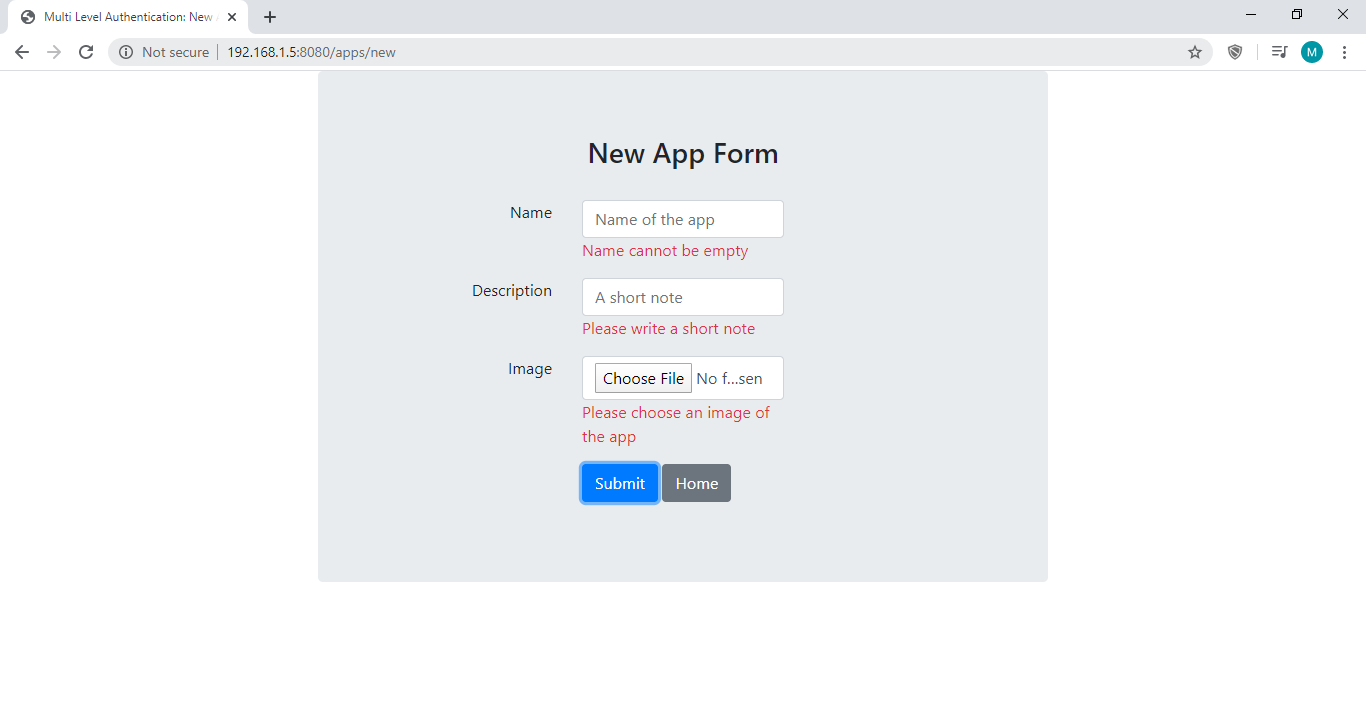 Multi Level Authentication: New
Not secure
192.168.1.5:8080/apps/new
M
New App Form
Name
Name of the app
Name cannot be empty
Description
A short note
Please write a short note
Image
Choose File No f...sen
Please choose an image of
the app
Submit
Home